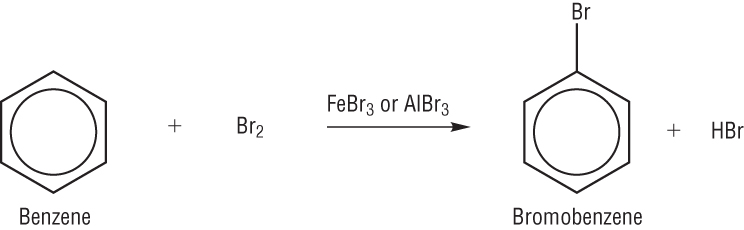 Br
+
Br₂
FeBr₃ or AlBr₃
+
HBr
Benzene
Bromobenzene